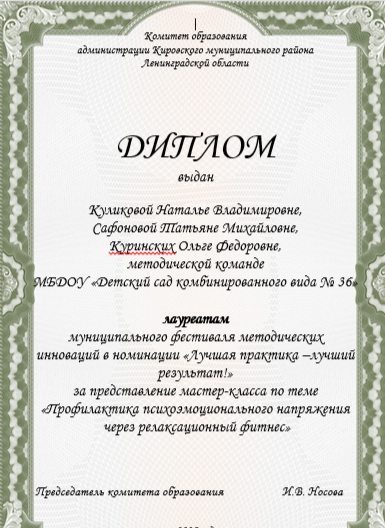 Комитет образования
администрации Кировского муниципального района
Ленинградской области
ДИПЛОМ
выдан
Куликовой Наталье Владимировне,
Сафоновой Татьяне Михайловне,
Куринских Ольге Федоровне,
методической команде
МБДОУ «Детский сад комбинированного вида № 36»
лауреатам
муниципального фестиваля методических
инноваций в номинации «Лучшая практика –лучший
результат!»
за представление мастер-класса по теме
«Профилактика психоэмоционального напряжения
через релаксационный фитнес»
Председатель комитета образования И.В. Носова